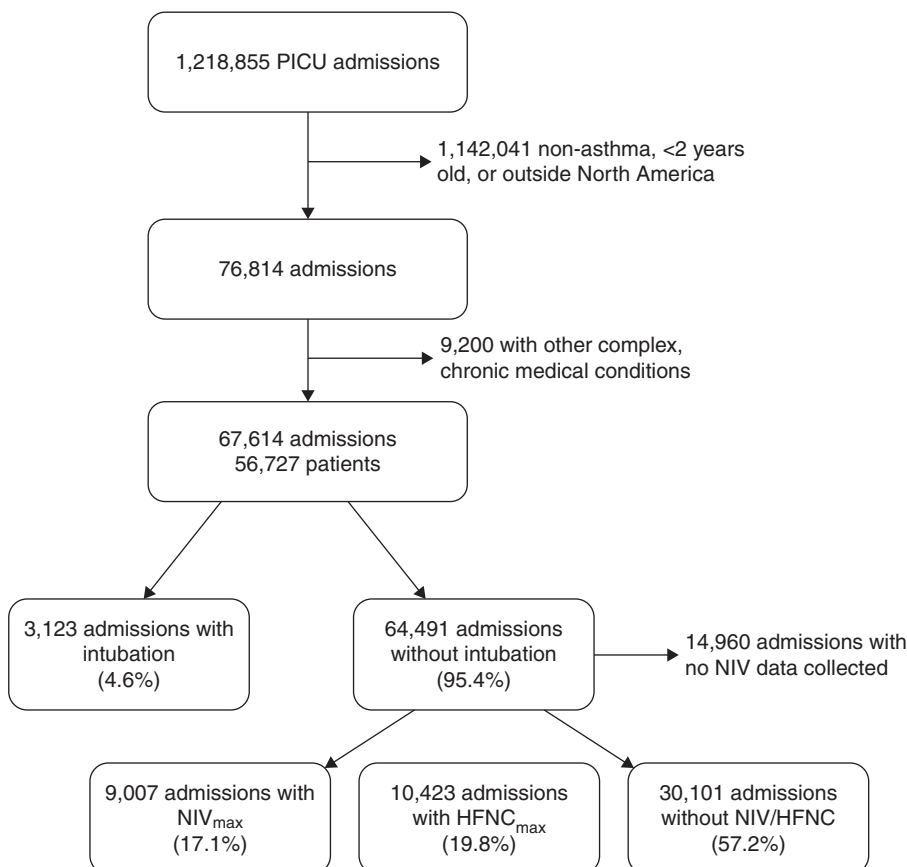 1,218,855 PICU admissions
1,142,041 non-asthma, <2 years
old, or outside North America
76,814 admissions
9,200 with other complex,
chronic medical conditions
67,614 admissions
56,727 patients
3,123 admissions with
intubation
(4.6%)
64,491 admissions
without intubation
(95.4%)
14,960 admissions with
no NIV data collected
9,007 admissions with
NIVmax
(17.1%)
10,423 admissions
with HFNCmax
(19.8%)
30,101 admissions
without NIV/HFNC
(57.2%)